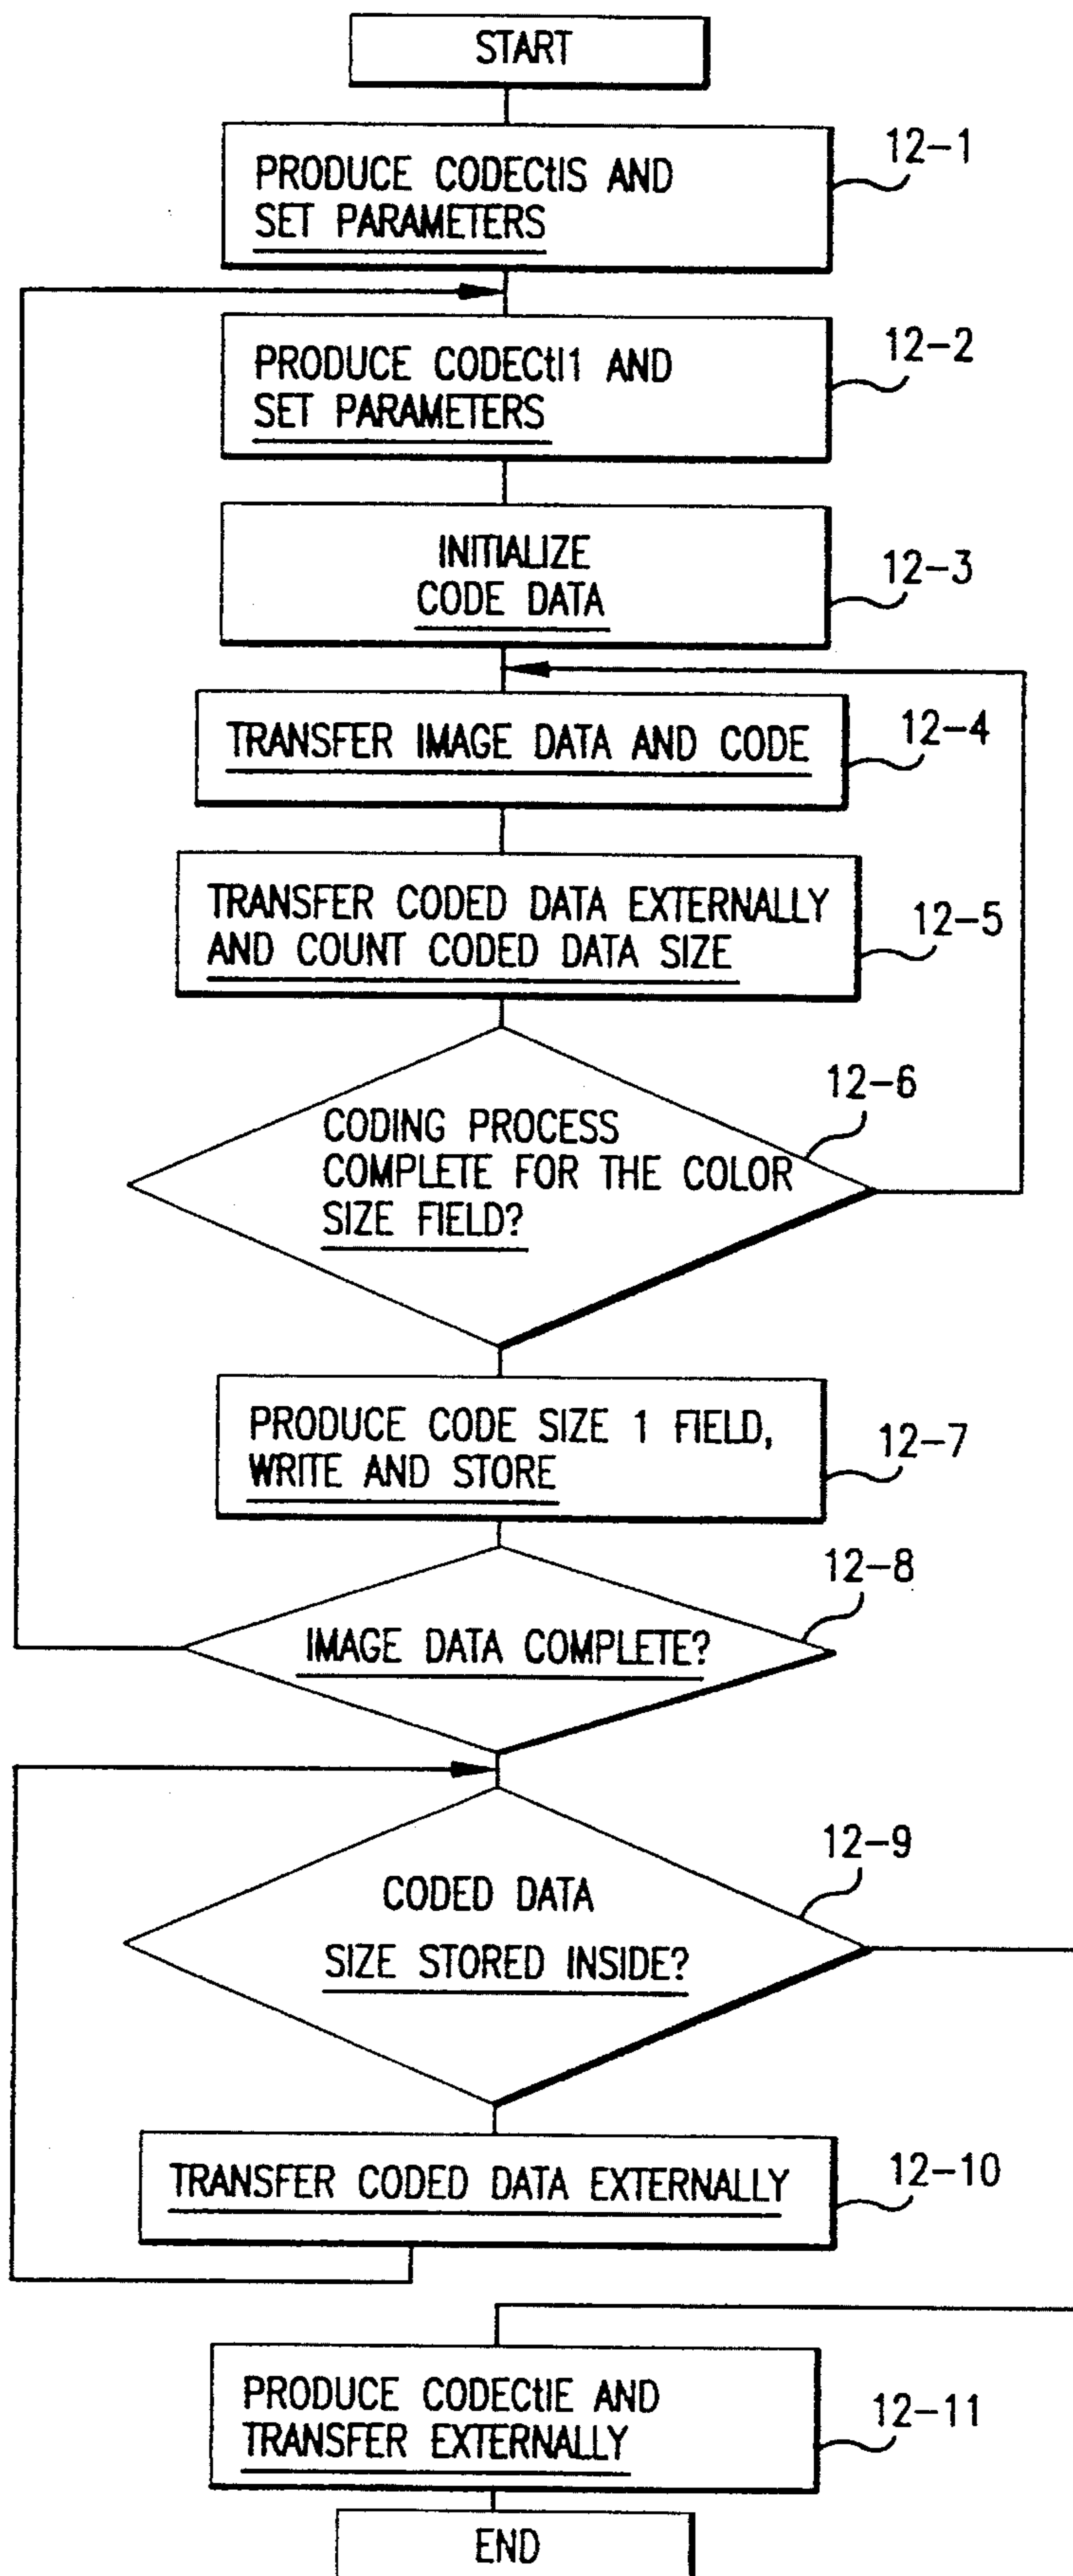 START
PRODUCE CODECtlS AND
SET PARAMETERS
12-1
PRODUCE CODECtl1 AND
SET PARAMETERS
12-2
INITIALIZE
CODE DATA
12-3
TRANSFER IMAGE DATA AND CODE
12-4
TRANSFER CODED DATA EXTERNALLY
AND COUNT CODED DATA SIZE
12-5
CODING PROCESS
COMPLETE FOR THE COLOR
SIZE FIELD?
12-6
PRODUCE CODE SIZE 1 FIELD,
WRITE AND STORE
12-7
IMAGE DATA COMPLETE?
12-8
CODED DATA
SIZE STORED INSIDE?
12-9
TRANSFER CODED DATA EXTERNALLY
12-10
PRODUCE CODECtlE AND
TRANSFER EXTERNALLY
12-11
END